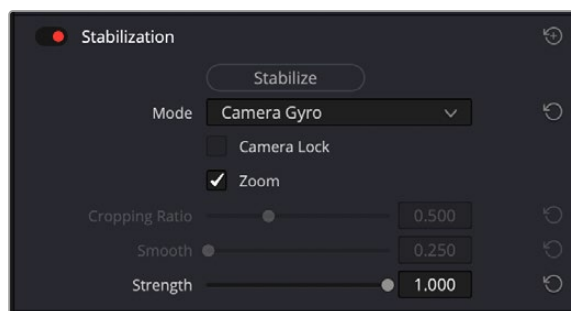 Stabilization
Stabilize
Mode Camera Gyro
Camera Lock
Zoom
Cropping Ratio 0.500
Smooth 0.250
Strength 1.000